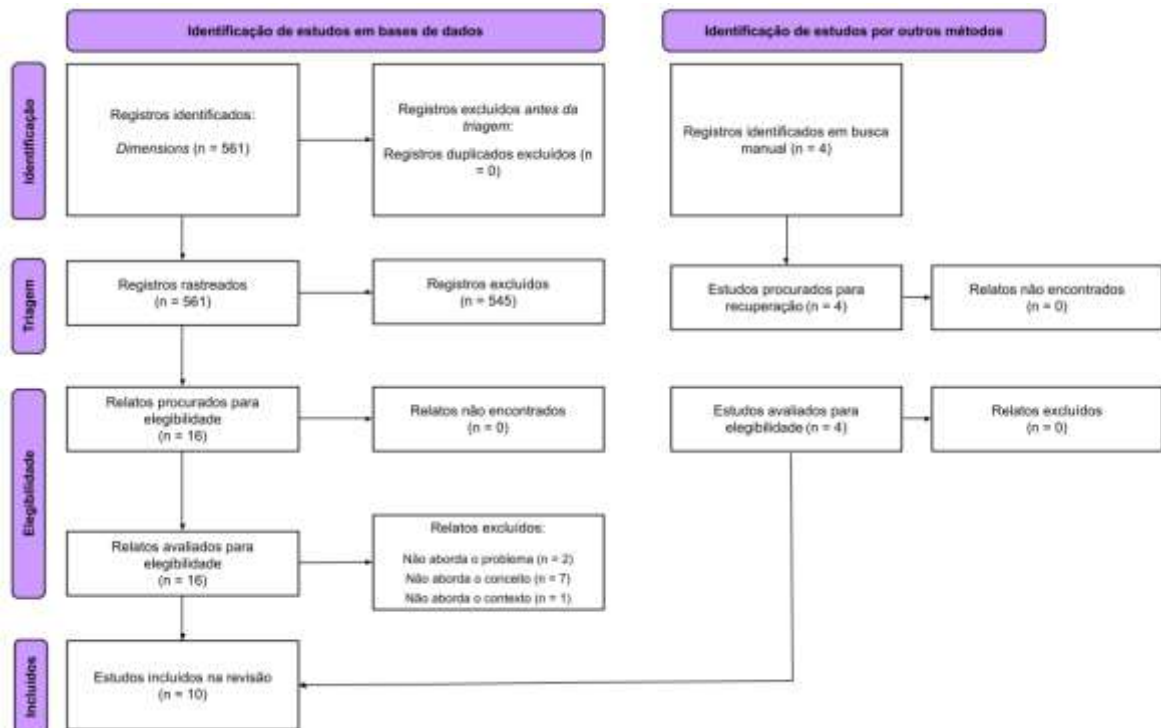 Identificação de estudos em bases de dados
Identificação de estudos por outros métodos
Identificação
Registros identificados:
Dimensions (n = 561)
Registros excluídos antes da
triagem:
Registros duplicados excluídos (n
= 0)
Registros identificados em busca
manual (n = 4)
Triagem
Registros rastreados
(n = 561)
Registros excluídos
(n = 545)
Estudos procurados para
recuperação (n = 4)
Relatos não encontrados
(n = 0)
Elegibilidade
Relatos procurados para
elegibilidade
(n = 16)
Relatos não encontrados
(n = 0)
Estudos avaliados para
elegibilidade (n = 4)
Relatos excluídos
(n = 0)
Relatos avaliados para
elegibilidade
(n = 16)
Relatos excluídos:
Não aborda o problema (n = 2)
Não aborda o conceito (n = 7)
Não aborda o contexto (n = 1)
Incluídos
Estudos incluídos na revisão
(n = 10)